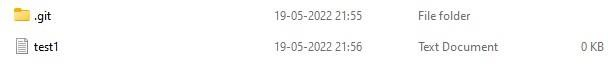 .git 19-05-2022 21:55 File folder
test1 19-05-2022 21:56 Text Document 0 KB